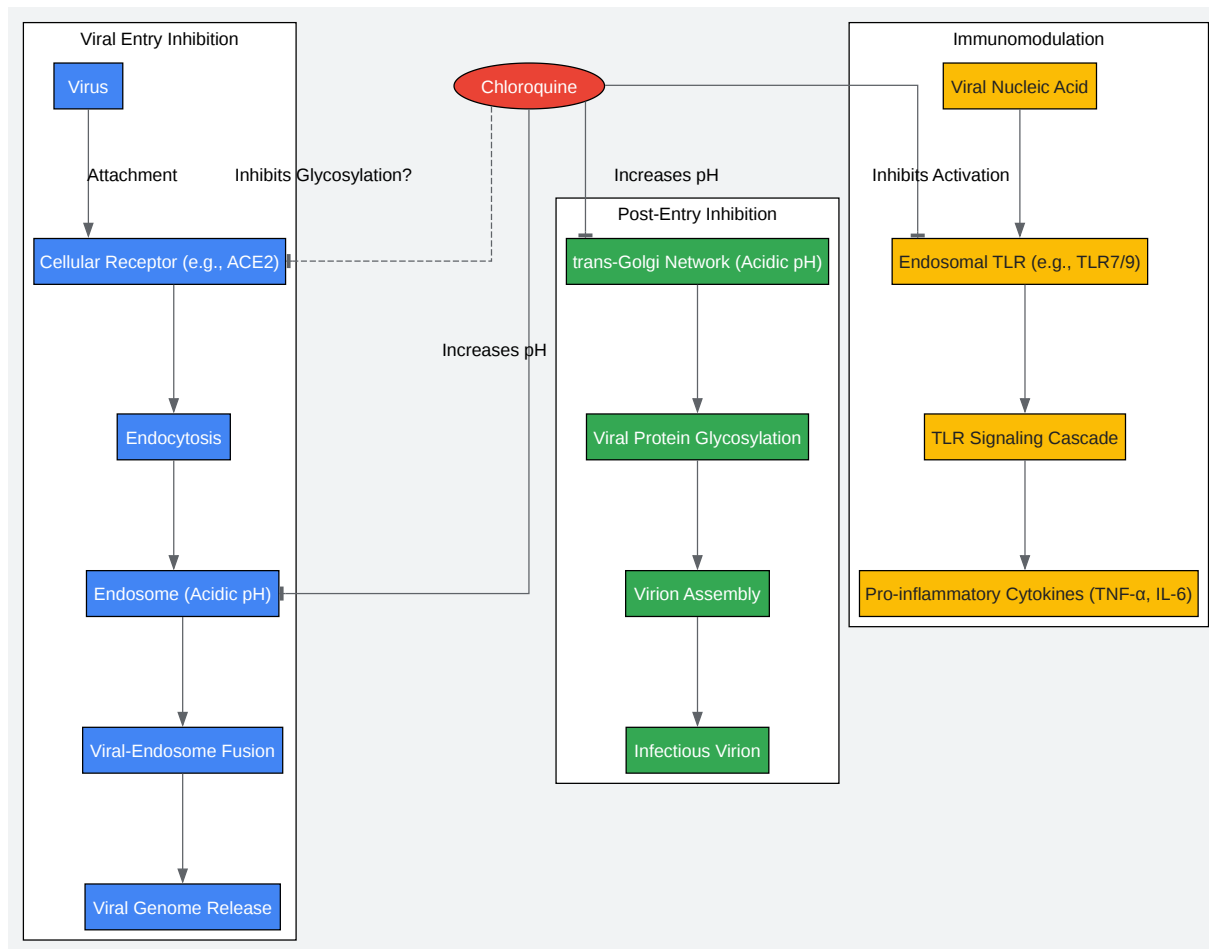 Viral Entry Inhibition
Immunomodulation
Virus
Chloroquine
Viral Nucleic Acid
Attachment
Inhibits Glycosylation?
Increases pH
Inhibits Activation
Post-Entry Inhibition
Cellular Receptor (e.g., ACE2)
trans-Golgi Network (Acidic pH)
Endosomal TLR (e.g., TLR7/9)
Increases pH
Endocytosis
Viral Protein Glycosylation
TLR Signaling Cascade
Endosome (Acidic pH)
Virion Assembly
Pro-inflammatory Cytokines (TNF-α, IL-6)
Viral-Endosome Fusion
Infectious Virion
Viral Genome Release